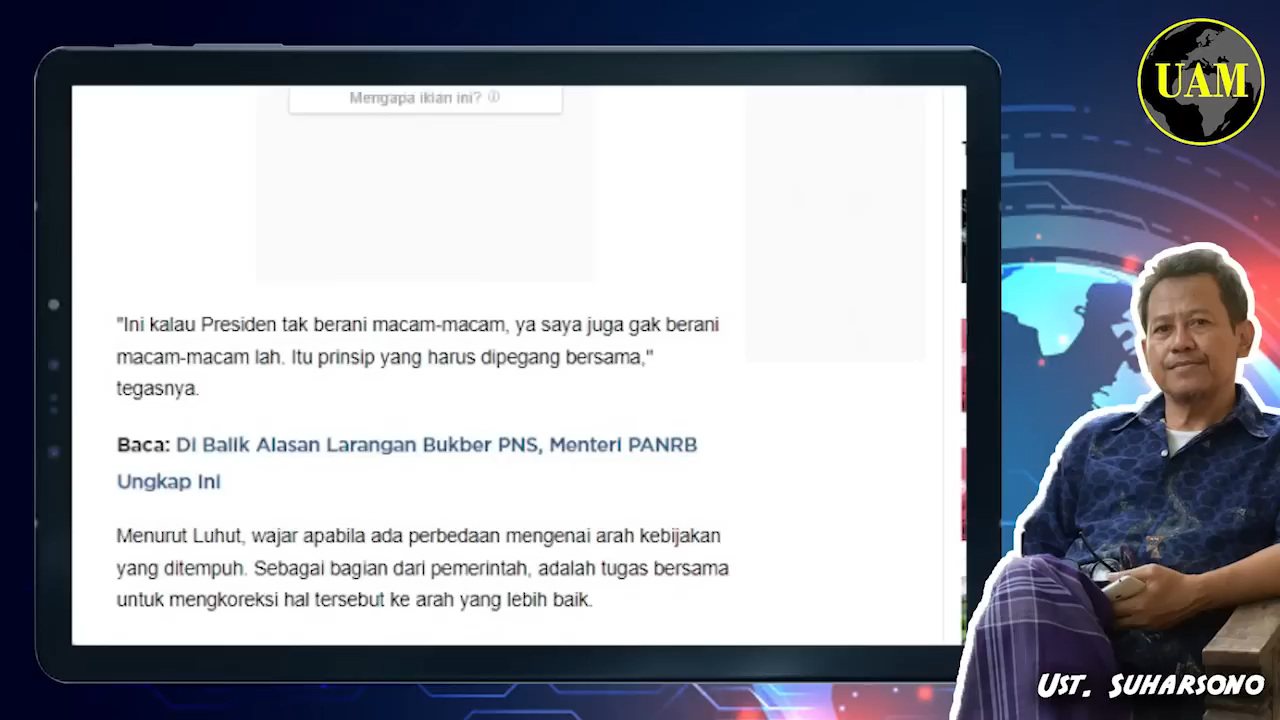 UAM
Mengapa iklan ini?
"Ini kalau Presiden tak berani macam-macam, ya saya juga gak berani
macam-macam lah. Itu prinsip yang harus dipegang bersama,"
tegasnya.
Baca: Di Balik Alasan Larangan Bukber PNS, Menteri PANRB
Ungkap Ini
Menurut Luhut, wajar apabila ada perbedaan mengenai arah kebijakan
yang ditempuh. Sebagai bagian dari pemerintah, adalah tugas bersama
untuk mengkoreksi hal tersebut ke arah yang lebih baik.
UST. SUHARSONO